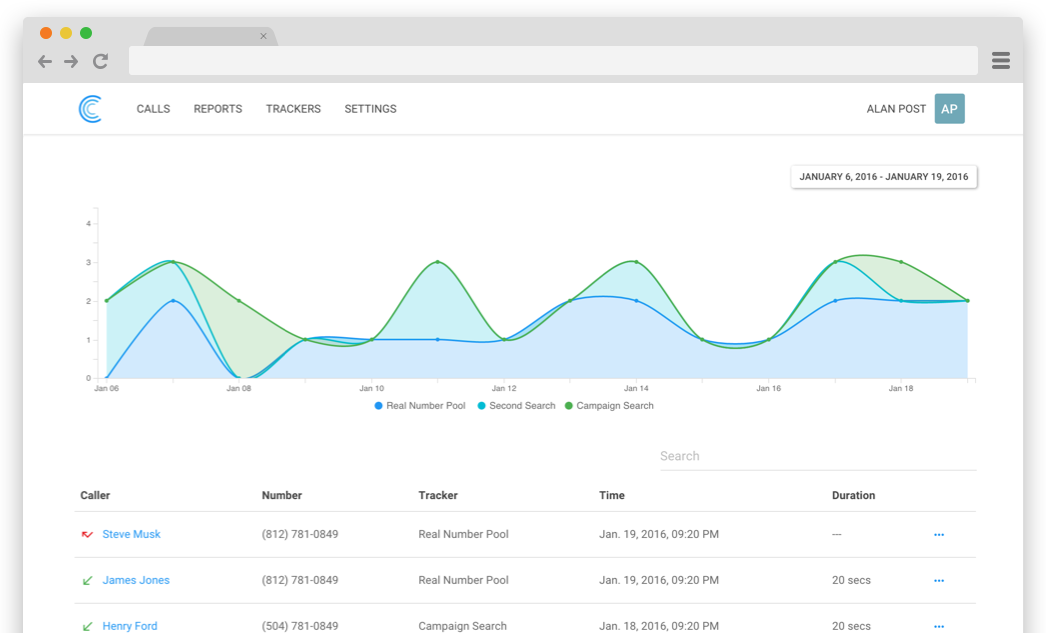 CALLS REPORTS TRACKERS SETTINGS ALAN POST AP
JANUARY 6, 2016 - JANUARY 19, 2016
4
3
2
1
0
Jan 06 Jan 08 Jan 10 Jan 12 Jan 14 Jan 16 Jan 18
Real Number Pool Second Search Campaign Search
Search
Caller Number Tracker Time Duration
Steve Musk (812) 781-0849 Real Number Pool Jan. 19, 2016, 09:20 PM --- ...
James Jones (812) 781-0849 Real Number Pool Jan. 19, 2016, 09:20 PM 20 secs ...
Henry Ford (504) 781-0849 Campaign Search Jan. 18, 2016, 09:20 PM 20 secs ...